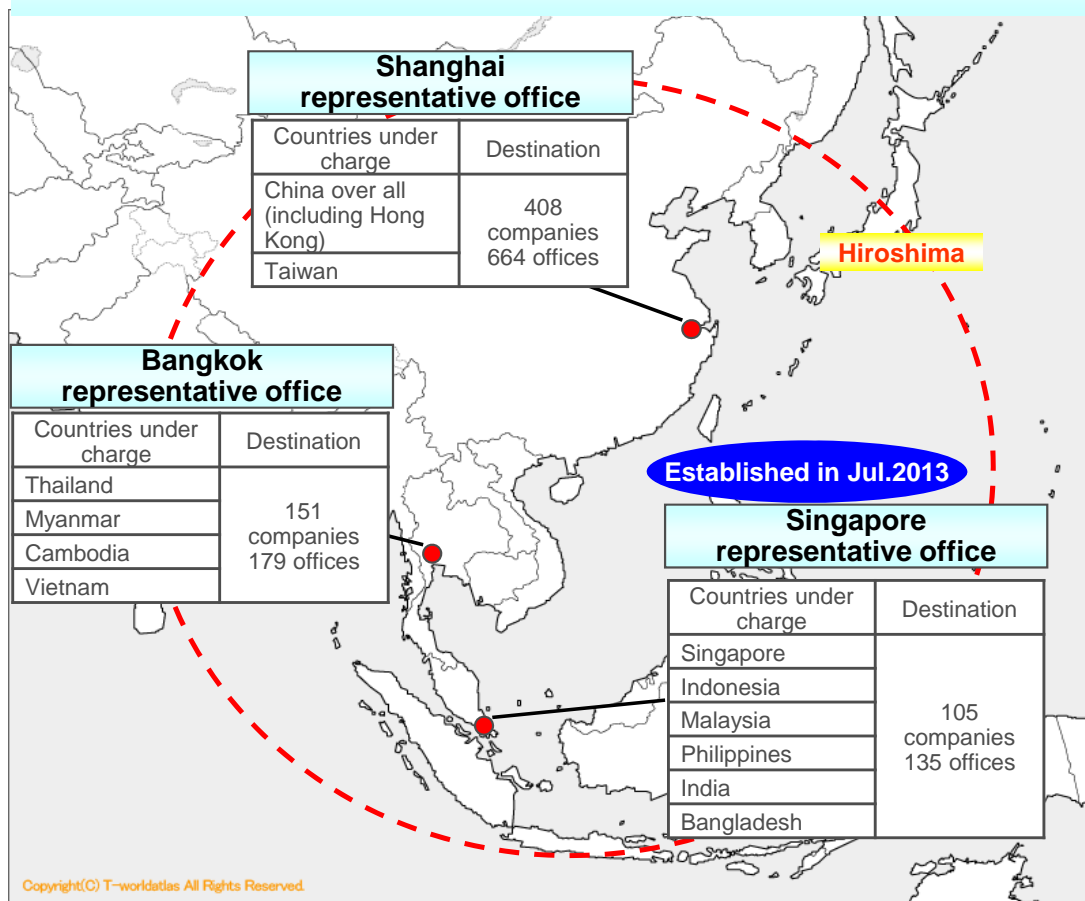 Shanghai
representative office
Countries under
charge
Destination
China over all
(including Hong
Kong)
Taiwan
408
companies
664 offices
Hiroshima
Bangkok
representative office
Countries under
charge
Destination
Thailand
Myanmar
Cambodia
Vietnam
151
companies
179 offices
Established in Jul.2013
Singapore
representative office
Countries under
charge
Destination
Singapore
Indonesia
Malaysia
Philippines
India
Bangladesh
105
companies
135 offices
Copyright(C) T-worldatlas All Rights Reserved.